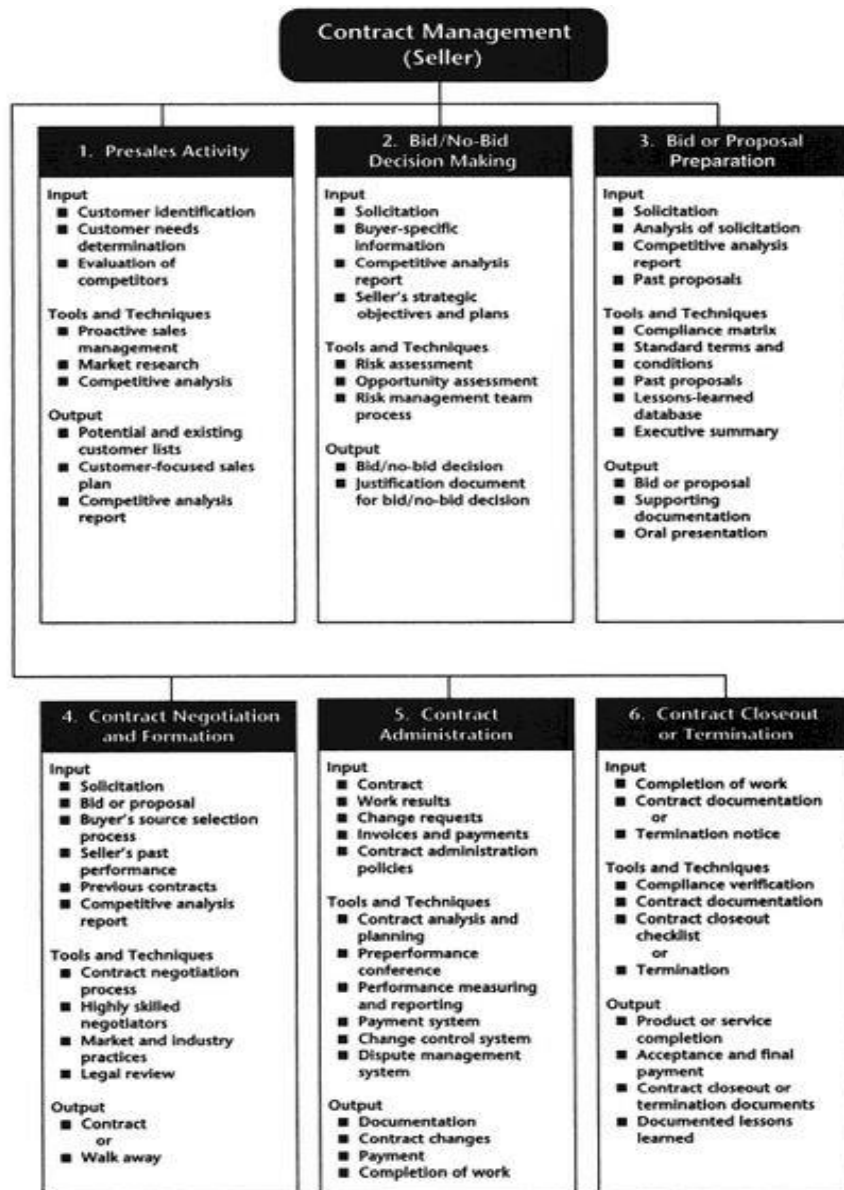 Contract Management
(Seller)
1. Presales Activity
Input
■ Customer identification
■ Customer needs
determination
■ Evaluation of
competitors
Tools and Techniques
■ Proactive sales
management
■ Market research
■ Competitive analysis
Output
■ Potential and existing
customer lists
■ Customer-focused sales
plan
■ Competitive analysis
report
2. Bid/No-Bid
Decision Making
Input
■ Solicitation
■ Buyer-specific
information
■ Competitive analysis
report
■ Seller's strategic
objectives and plans
Tools and Techniques
■ Risk assessment
■ Opportunity assessment
■ Risk management team
process
Output
■ Bid/no-bid decision
■ Justification document
for bid/no-bid decision
3. Bid or Proposal
Preparation
Input
■ Solicitation
■ Analysis of solicitation
■ Competitive analysis
report
■ Past proposals
Tools and Techniques
■ Compliance matrix
■ Standard terms and
■ conditions
■ Past proposals
■ Lessons-learned
database
■ Executive summary
Output
■ Bid or proposal
■ Supporting
documentation
■ Oral presentation
4. Contract Negotiation
and Formation
Input
■ Solicitation
■ Bid or proposal
■ Buyer's source selection
process
■ Seller's past
performance
■ Previous contracts
■ Competitive analysis
report
Tools and Techniques
■ Contract negotiation
process
■ Highly skilled
negotiators
■ Market and industry
practices
■ Legal review
Output
■ Contract
or
■ Walk away
5. Contract
Administration
Input
■ Contract
■ Work results
■ Change requests
■ Invoices and payments
■ Contract administration
policies
Tools and Techniques
■ Contract analysis and
planning
■ Preperformance
conference
■ Performance measuring
and reporting
■ Payment system
■ Change control system
■ Dispute management
system
Output
■ Documentation
■ Contract changes
■ Payment
■ Completion of work
6. Contract Closeout
or Termination
Input
■ Completion of work
■ Contract documentation
or
■ Termination notice
Tools and Techniques
■ Compliance verification
■ Contract documentation
■ Contract closeout
checklist
or
■ Termination
Output
■ Product or service
completion
■ Acceptance and final
payment
■ Contract closeout or
termination documents
■ Documented lessons
learned